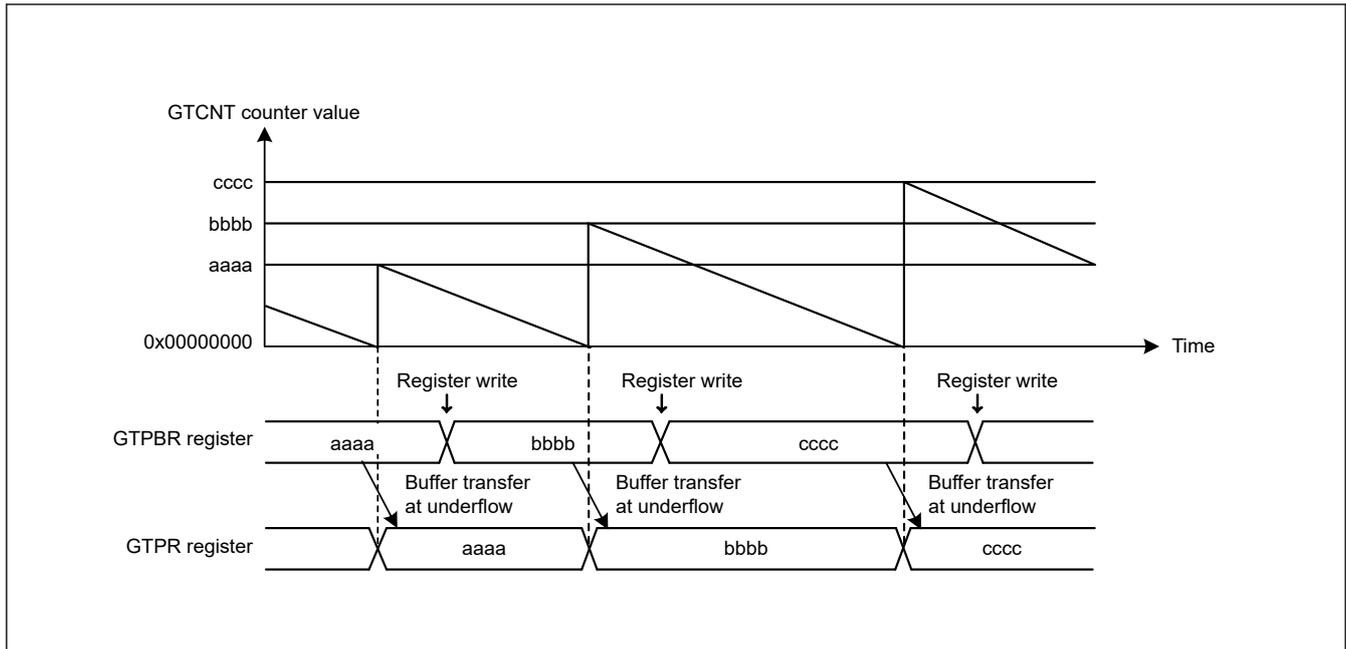 GTCNT counter value
cccc
bbbb
aaaa
0x00000000
Time
Register write
Register write
Register write
GTPBR register
aaaa
bbbb
cccc
Buffer transfer
at underflow
Buffer transfer
at underflow
Buffer transfer
at underflow
GTPR register
aaaa
bbbb
cccc